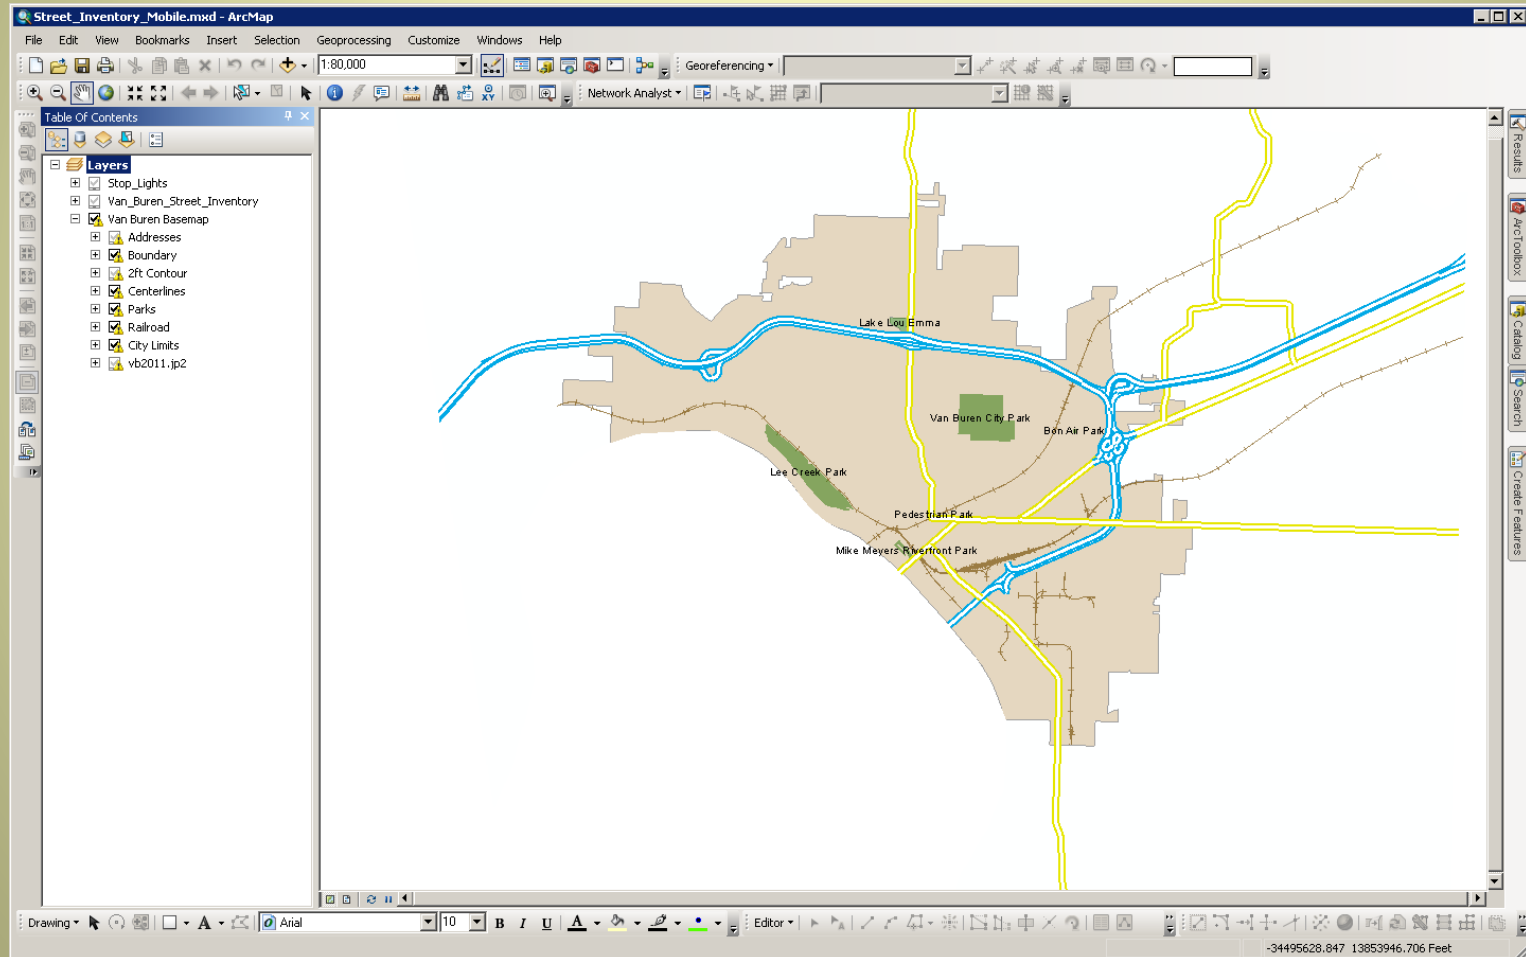 Street_Inventory_Mobile.mxd - ArcMap
File Edit View Bookmarks Insert Selection Geoprocessing Customize Windows Help
1:80,000 Georeferencing
Network Analyst
Table Of Contents
Layers
Stop_Lights
Van_Buren_Street_Inventory
Van Buren Basemap
Addresses
Boundary
2ft Contour
Centerlines
Parks
Railroad
City Limits
vb2011.jp2
Lake Lou Emma
Van Buren City Park
Bon Air Park
Lee Creek Park
Pedestrian Park
Mike Meyers Riverfront Park
Results
ArcToolbox
Catalog
Search
Create Features
Drawing A Arial 10 B I U A Editor
-34495628.847 13853946.706 Feet